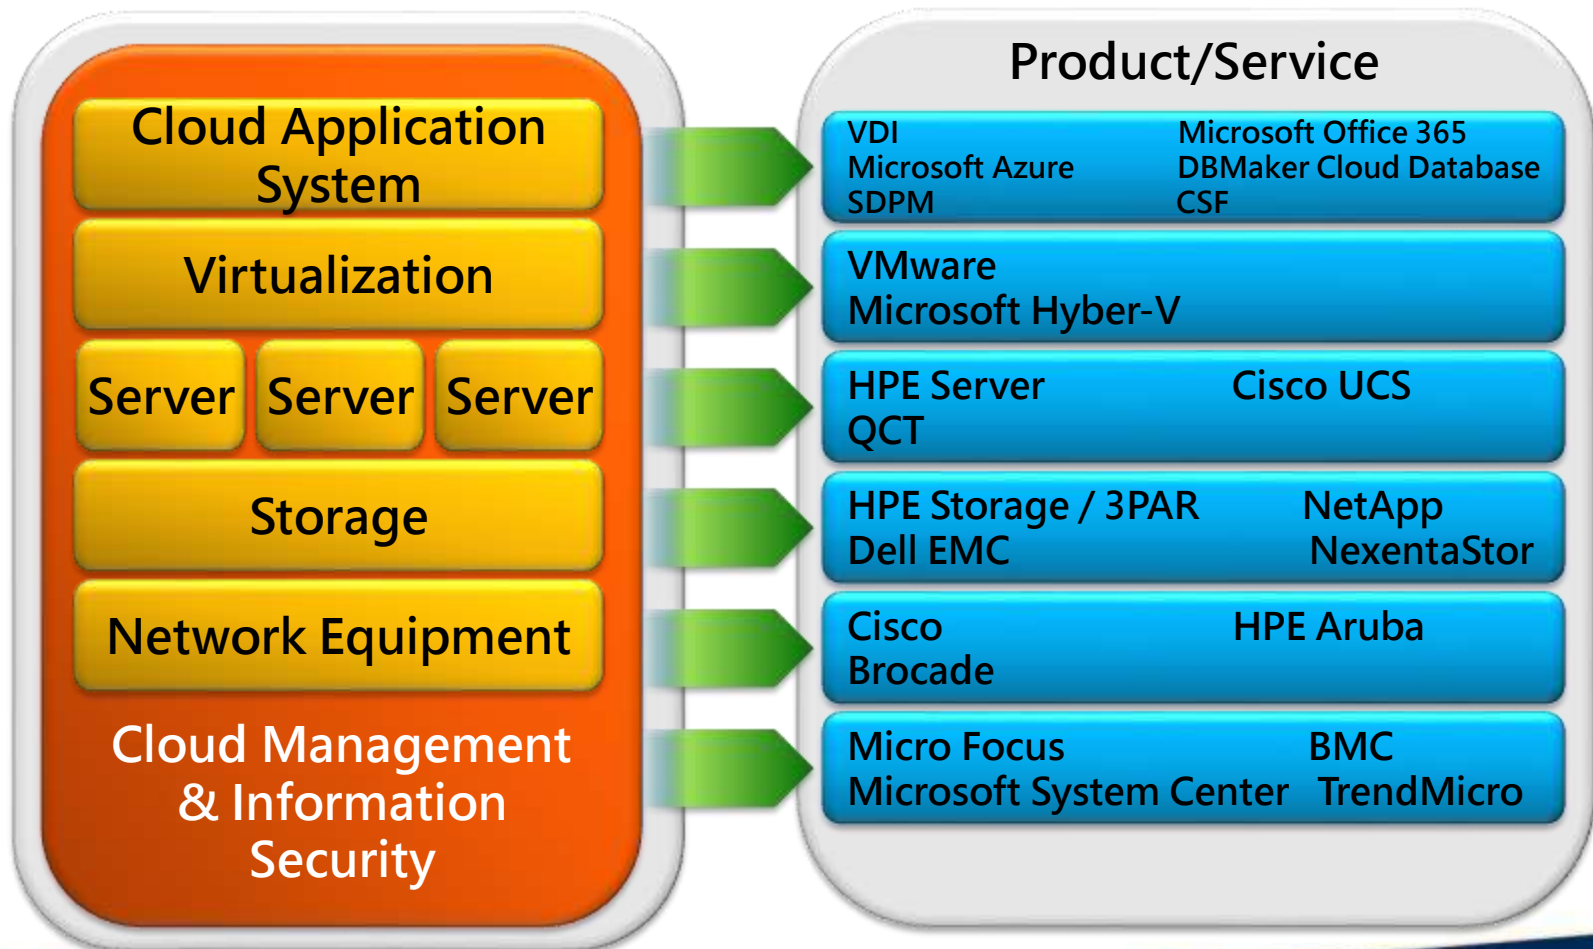 Product/Service
Cloud Application
System
VDI Microsoft Office 365
Microsoft Azure DBMaker Cloud Database
SDPM CSF
Virtualization
VMware
Microsoft Hyber-V
Server Server Server
HPE Server Cisco UCS
QCT
Storage
HPE Storage / 3PAR NetApp
Dell EMC NexentaStor
Network Equipment
Cisco HPE Aruba
Brocade
Cloud Management
& Information
Security
Micro Focus BMC
Microsoft System Center TrendMicro